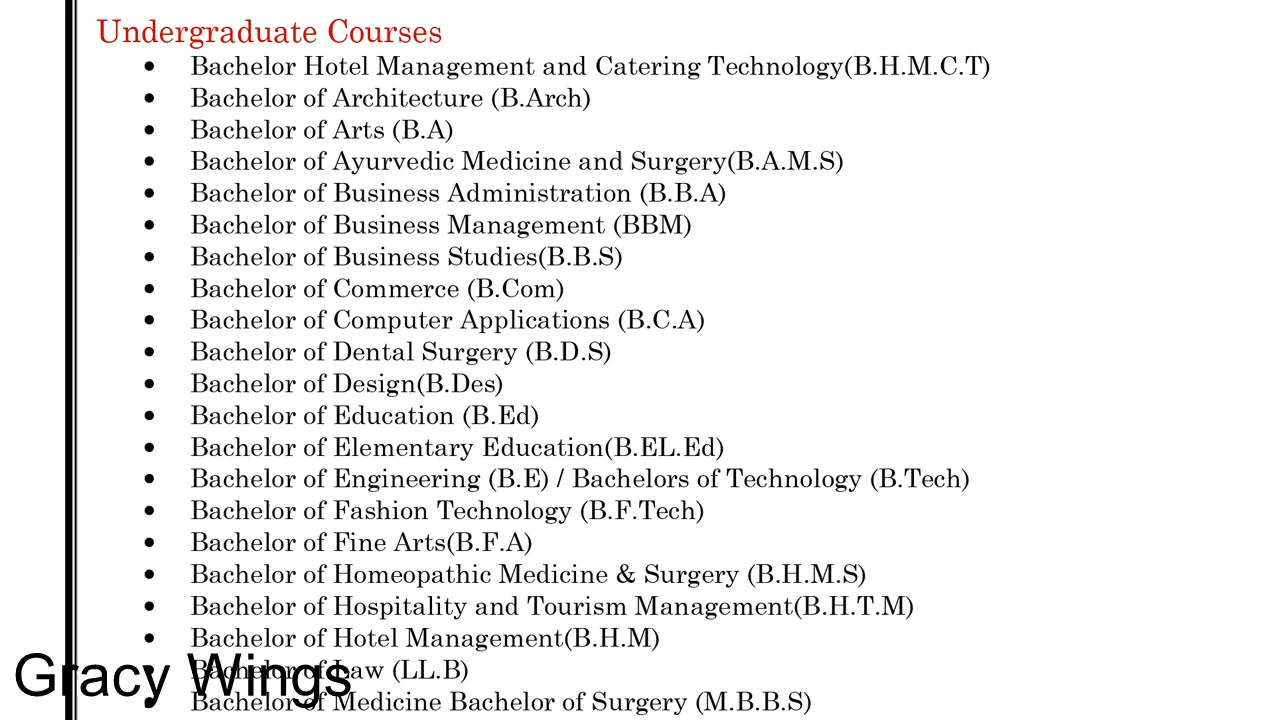 Undergraduate Courses
• Bachelor Hotel Management and Catering Technology(B.H.M.C.T)
• Bachelor of Architecture (B.Arch)
• Bachelor of Arts (B.A)
• Bachelor of Ayurvedic Medicine and Surgery(B.A.M.S)
• Bachelor of Business Administration (B.B.A)
• Bachelor of Business Management (BBM)
• Bachelor of Business Studies(B.B.S)
• Bachelor of Commerce (B.Com)
• Bachelor of Computer Applications (B.C.A)
• Bachelor of Dental Surgery (B.D.S)
• Bachelor of Design(B.Des)
• Bachelor of Education (B.Ed)
• Bachelor of Elementary Education(B.EL.Ed)
• Bachelor of Engineering (B.E) / Bachelors of Technology (B.Tech)
• Bachelor of Fashion Technology (B.F.Tech)
• Bachelor of Fine Arts(B.F.A)
• Bachelor of Homeopathic Medicine & Surgery (B.H.M.S)
• Bachelor of Hospitality and Tourism Management(B.H.T.M)
• Bachelor of Hotel Management(B.H.M)
• Bachelor of Law (LL.B)
• Bachelor of Medicine Bachelor of Surgery (M.B.B.S)
Gracy Wings